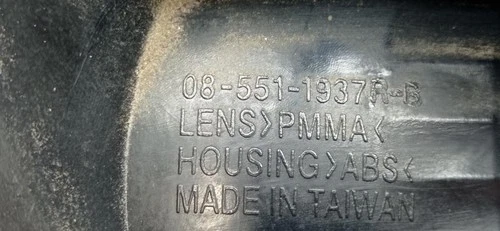 08-551-1937R-B
LENS>PMMA<
HOUSING>ABS<
MADE IN TAIWAN